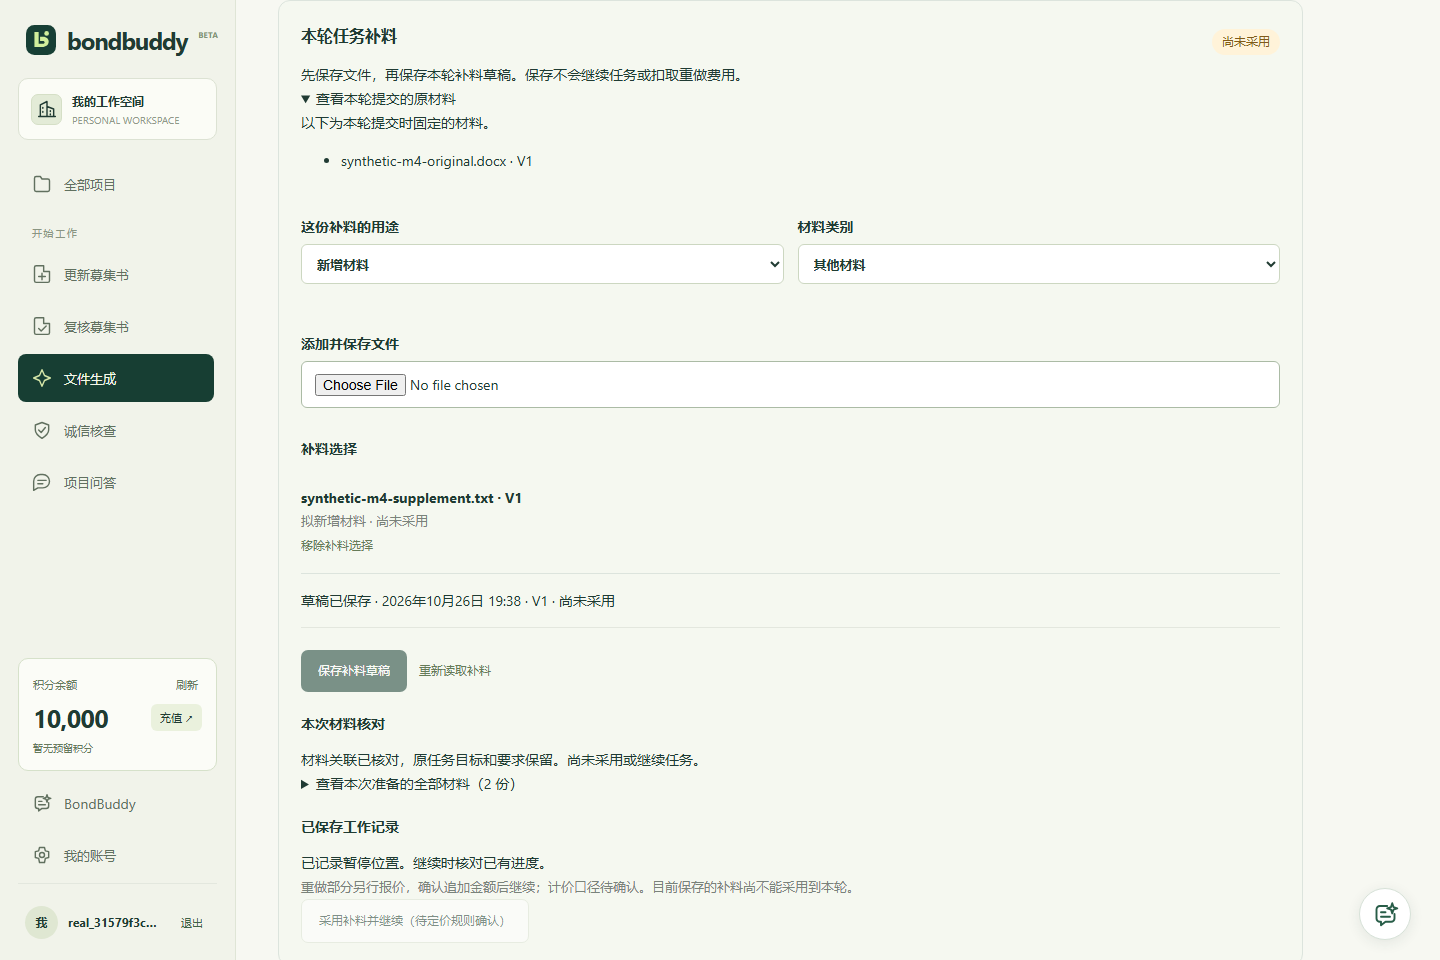 bondbuddy BETA
我的工作空间
PERSONAL WORKSPACE
全部项目
开始工作
更新募集书
复核募集书
文件生成
诚信核查
项目问答
积分余额 刷新
10,000 充值 ↗
暂无预留积分
BondBuddy
我的账号
我 real_31579f3c... 退出
本轮任务补料
尚未采用
先保存文件，再保存本轮补料草稿。保存不会继续任务或扣取重做费用。
▼ 查看本轮提交的原材料
以下为本轮提交时固定的材料。
• synthetic-m4-original.docx · V1
这份补料的用途 材料类别
新增材料 其他材料
添加并保存文件
Choose File No file chosen
补料选择
synthetic-m4-supplement.txt · V1
拟新增材料 · 尚未采用
移除补料选择
草稿已保存 · 2026年10月26日 19:38 · V1 · 尚未采用
保存补料草稿 重新读取补料
本次材料核对
材料关联已核对，原任务目标和要求保留。尚未采用或继续任务。
▶ 查看本次准备的全部材料（2 份）
已保存工作记录
已记录暂停位置。继续时核对已有进度。
重做部分另行报价，确认追加金额后继续；计价口径待确认。目前保存的补料尚不能采用到本轮。
采用补料并继续（待定价规则确认）